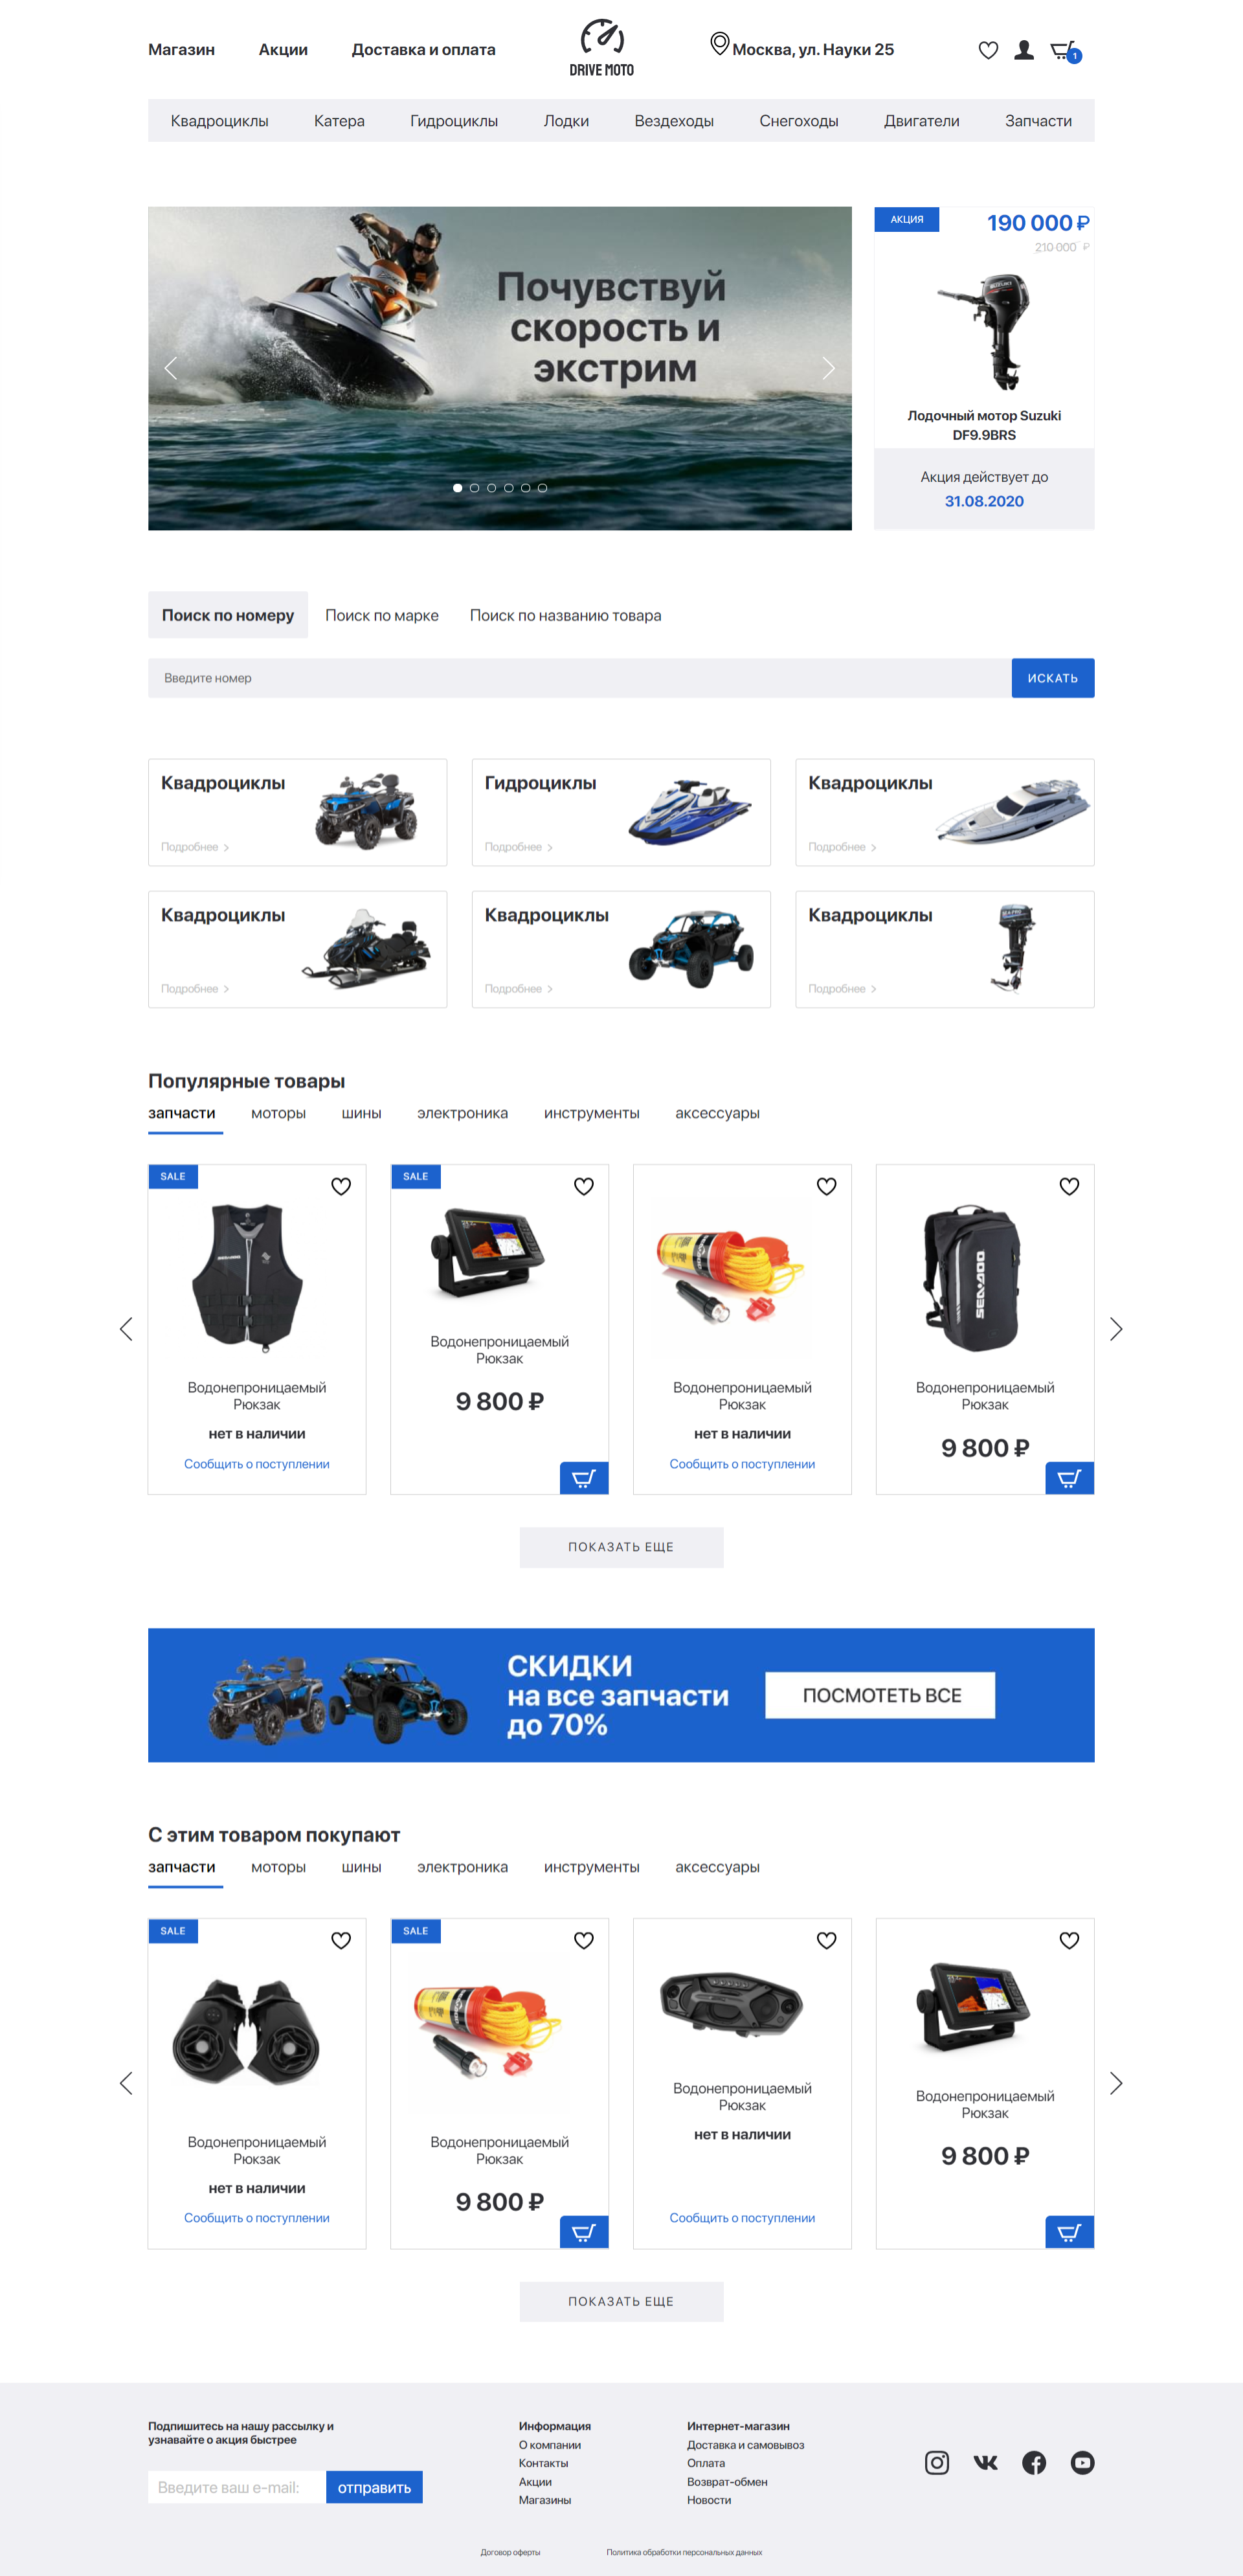 Магазин
Акции
Доставка и оплата
DRIVE MOTO
Москва, ул. Науки 25
1
Квадроциклы
Катера
Гидроциклы
Лодки
Вездеходы
Снегоходы
Двигатели
Запчасти
Почувствуй
скорость и
экстрим
АКЦИЯ
190 000 ₽
210 000 ₽
SUZUKI
Лодочный мотор Suzuki
DF9.9BRS
Акция действует до
31.08.2020
Поиск по номеру
Поиск по марке
Поиск по названию товара
Введите номер
ИСКАТЬ
Квадроциклы
Подробнее
Гидроциклы
Подробнее
Квадроциклы
Подробнее
Квадроциклы
Подробнее
Квадроциклы
Подробнее
Квадроциклы
Подробнее
Популярные товары
запчасти
моторы
шины
электроника
инструменты
аксессуары
SALE
Водонепроницаемый
Рюкзак
нет в наличии
Сообщить о поступлении
SALE
Водонепроницаемый
Рюкзак
9 800 ₽
Водонепроницаемый
Рюкзак
нет в наличии
Сообщить о поступлении
SEA-DOO
Водонепроницаемый
Рюкзак
9 800 ₽
ПОКАЗАТЬ ЕЩЕ
СКИДКИ
на все запчасти
до 70%
ПОСМОТЕТЬ ВСЕ
С этим товаром покупают
запчасти
моторы
шины
электроника
инструменты
аксессуары
SALE
Водонепроницаемый
Рюкзак
нет в наличии
Сообщить о поступлении
SALE
Водонепроницаемый
Рюкзак
9 800 ₽
Водонепроницаемый
Рюкзак
нет в наличии
Сообщить о поступлении
Водонепроницаемый
Рюкзак
9 800 ₽
ПОКАЗАТЬ ЕЩЕ
Подпишитесь на нашу рассылку и
узнавайте о акция быстрее
Введите ваш e-mail:
отправить
Информация
О компании
Контакты
Акции
Магазины
Интернет-магазин
Доставка и самовывоз
Оплата
Возврат-обмен
Новости
Договор оферты
Политика обработки персональных данных